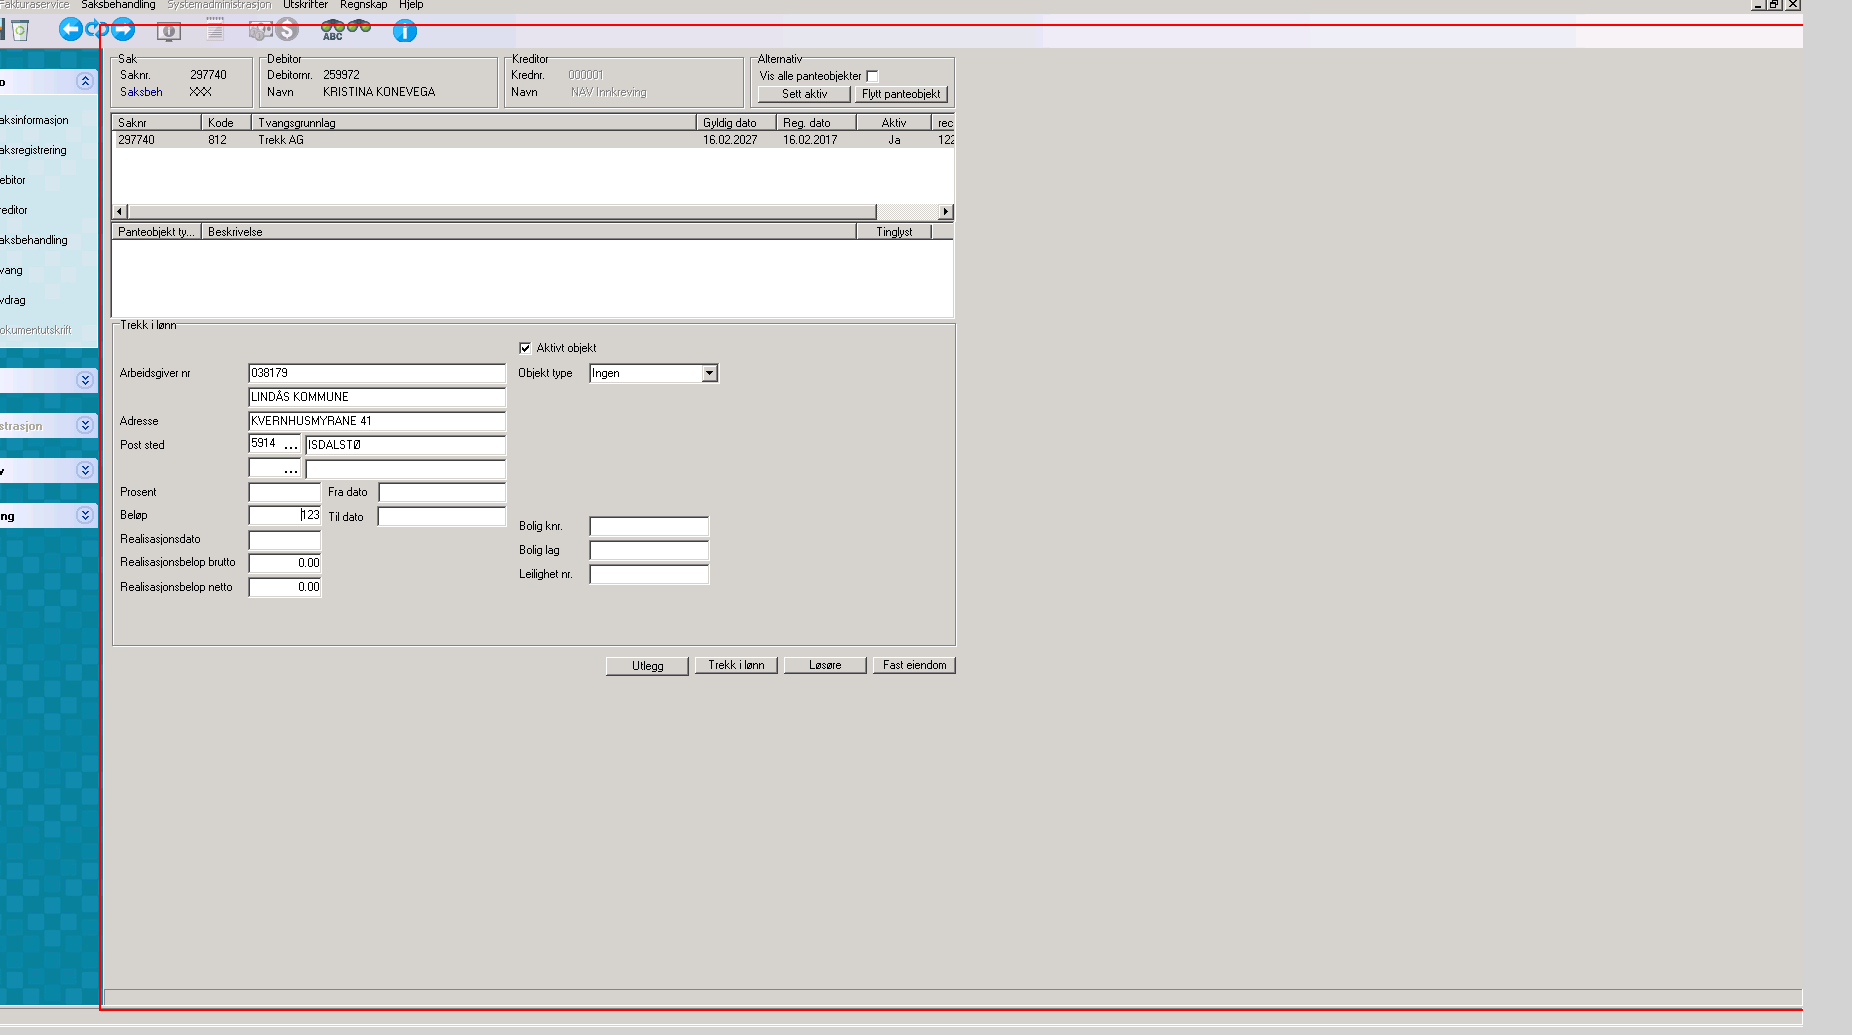 Fakturaservice Saksbehandling Systemadministrasjon Utskrifter Regnskap Hjelp
ABC
o
aksinformasjon
aksregistrering
ebitor
reditor
aksbehandling
vang
vdrag
okumentutskrift
strasjon
v
ng
Sak
Saksnr. 297740
Saksbeh XXX
Debitor
Debitornr. 259972
Navn KRISTINA KONEVEGA
Kreditor
Krednr. 000001
Navn NAV Innkreving
Alternativ
Vis alle panteobjekter
Sett aktiv Flytt panteobjekt
Saknr Kode Tvangsgrunnlag Gyldig dato Reg. dato Aktiv rec
297740 812 Trekk AG 16.02.2027 16.02.2017 Ja 122
Panteobjekt ty... Beskrivelse Tinglyst
Trekk i lønn
Aktivt objekt
Arbeidsgiver nr 038179 Objekt type Ingen
LINDÅS KOMMUNE
Adresse KVERNHUSMYRANE 41
Post sted 5914 ... ISDALSTØ
...
Prosent Fra dato
Beløp 123 Til dato
Bolig knr.
Realisasjonsdato
Bolig lag
Realisasjonsbelop brutto 0.00
Leilighet nr.
Realisasjonsbelop netto 0.00
Utlegg Trekk i lønn Løsøre Fast eiendom